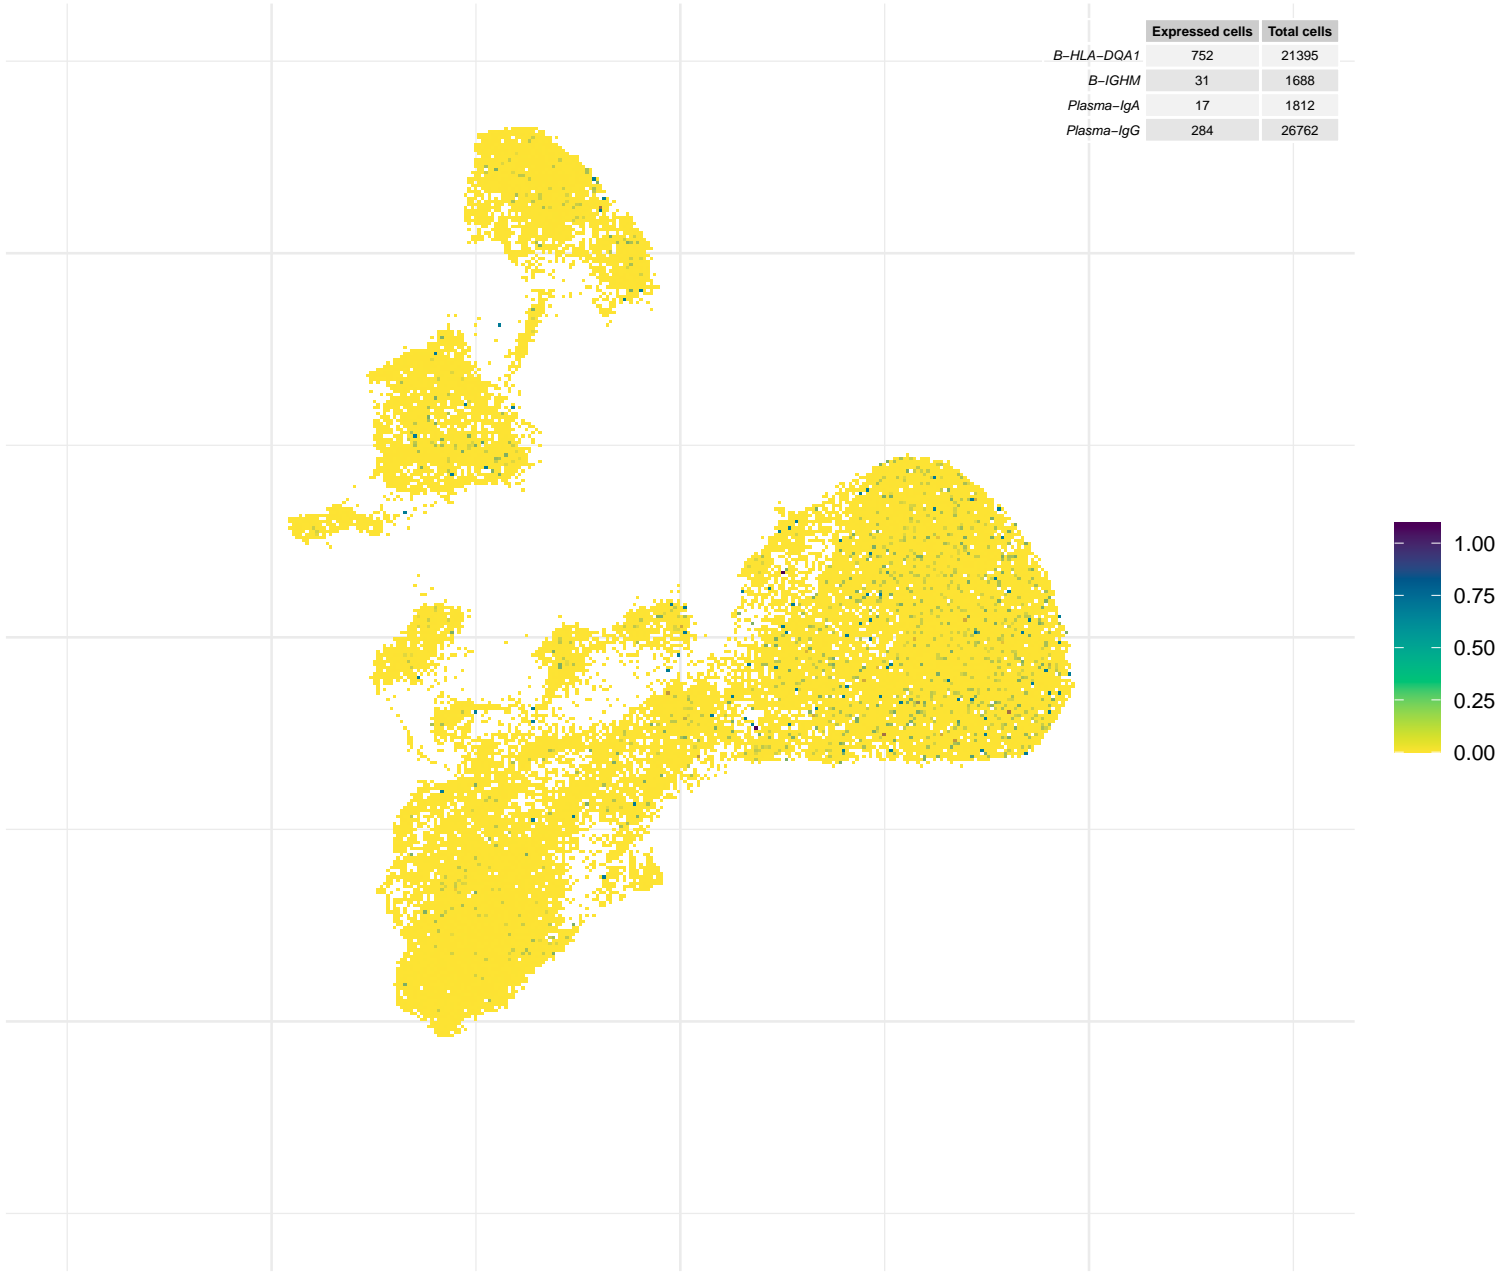 Expressed cells Total cells
B−HLA−DQA1 752 21395
B−IGHM 31 1688
Plasma−IgA 17 1812
Plasma−IgG 284 26762
1.00
0.75
0.50
0.25
0.00